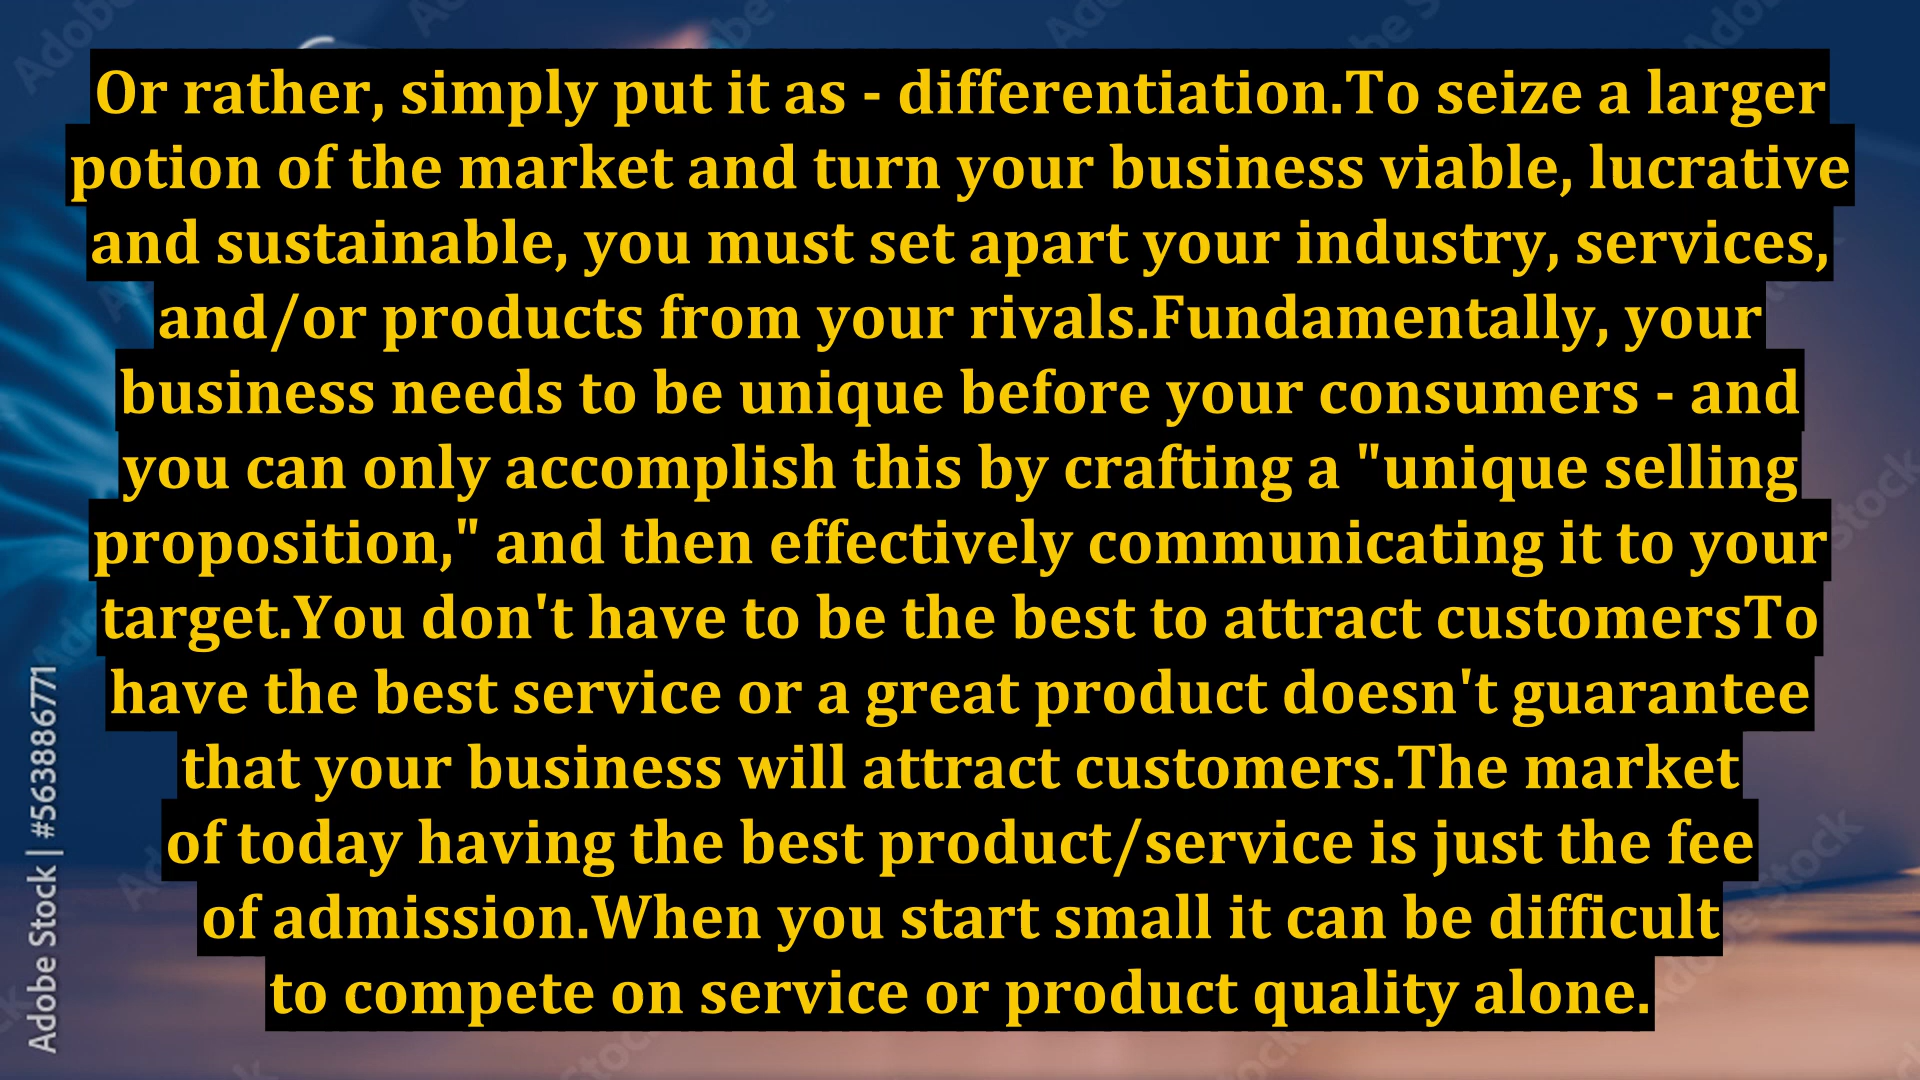 Or rather, simply put it as - differentiation.To seize a larger
potion of the market and turn your business viable, lucrative
and sustainable, you must set apart your industry, services,
and/or products from your rivals.Fundamentally, your
business needs to be unique before your consumers - and
you can only accomplish this by crafting a "unique selling
proposition," and then effectively communicating it to your
target.You don't have to be the best to attract customersTo
have the best service or a great product doesn't guarantee
that your business will attract customers.The market
of today having the best product/service is just the fee
of admission.When you start small it can be difficult
to compete on service or product quality alone.
Adobe Stock | #563886771